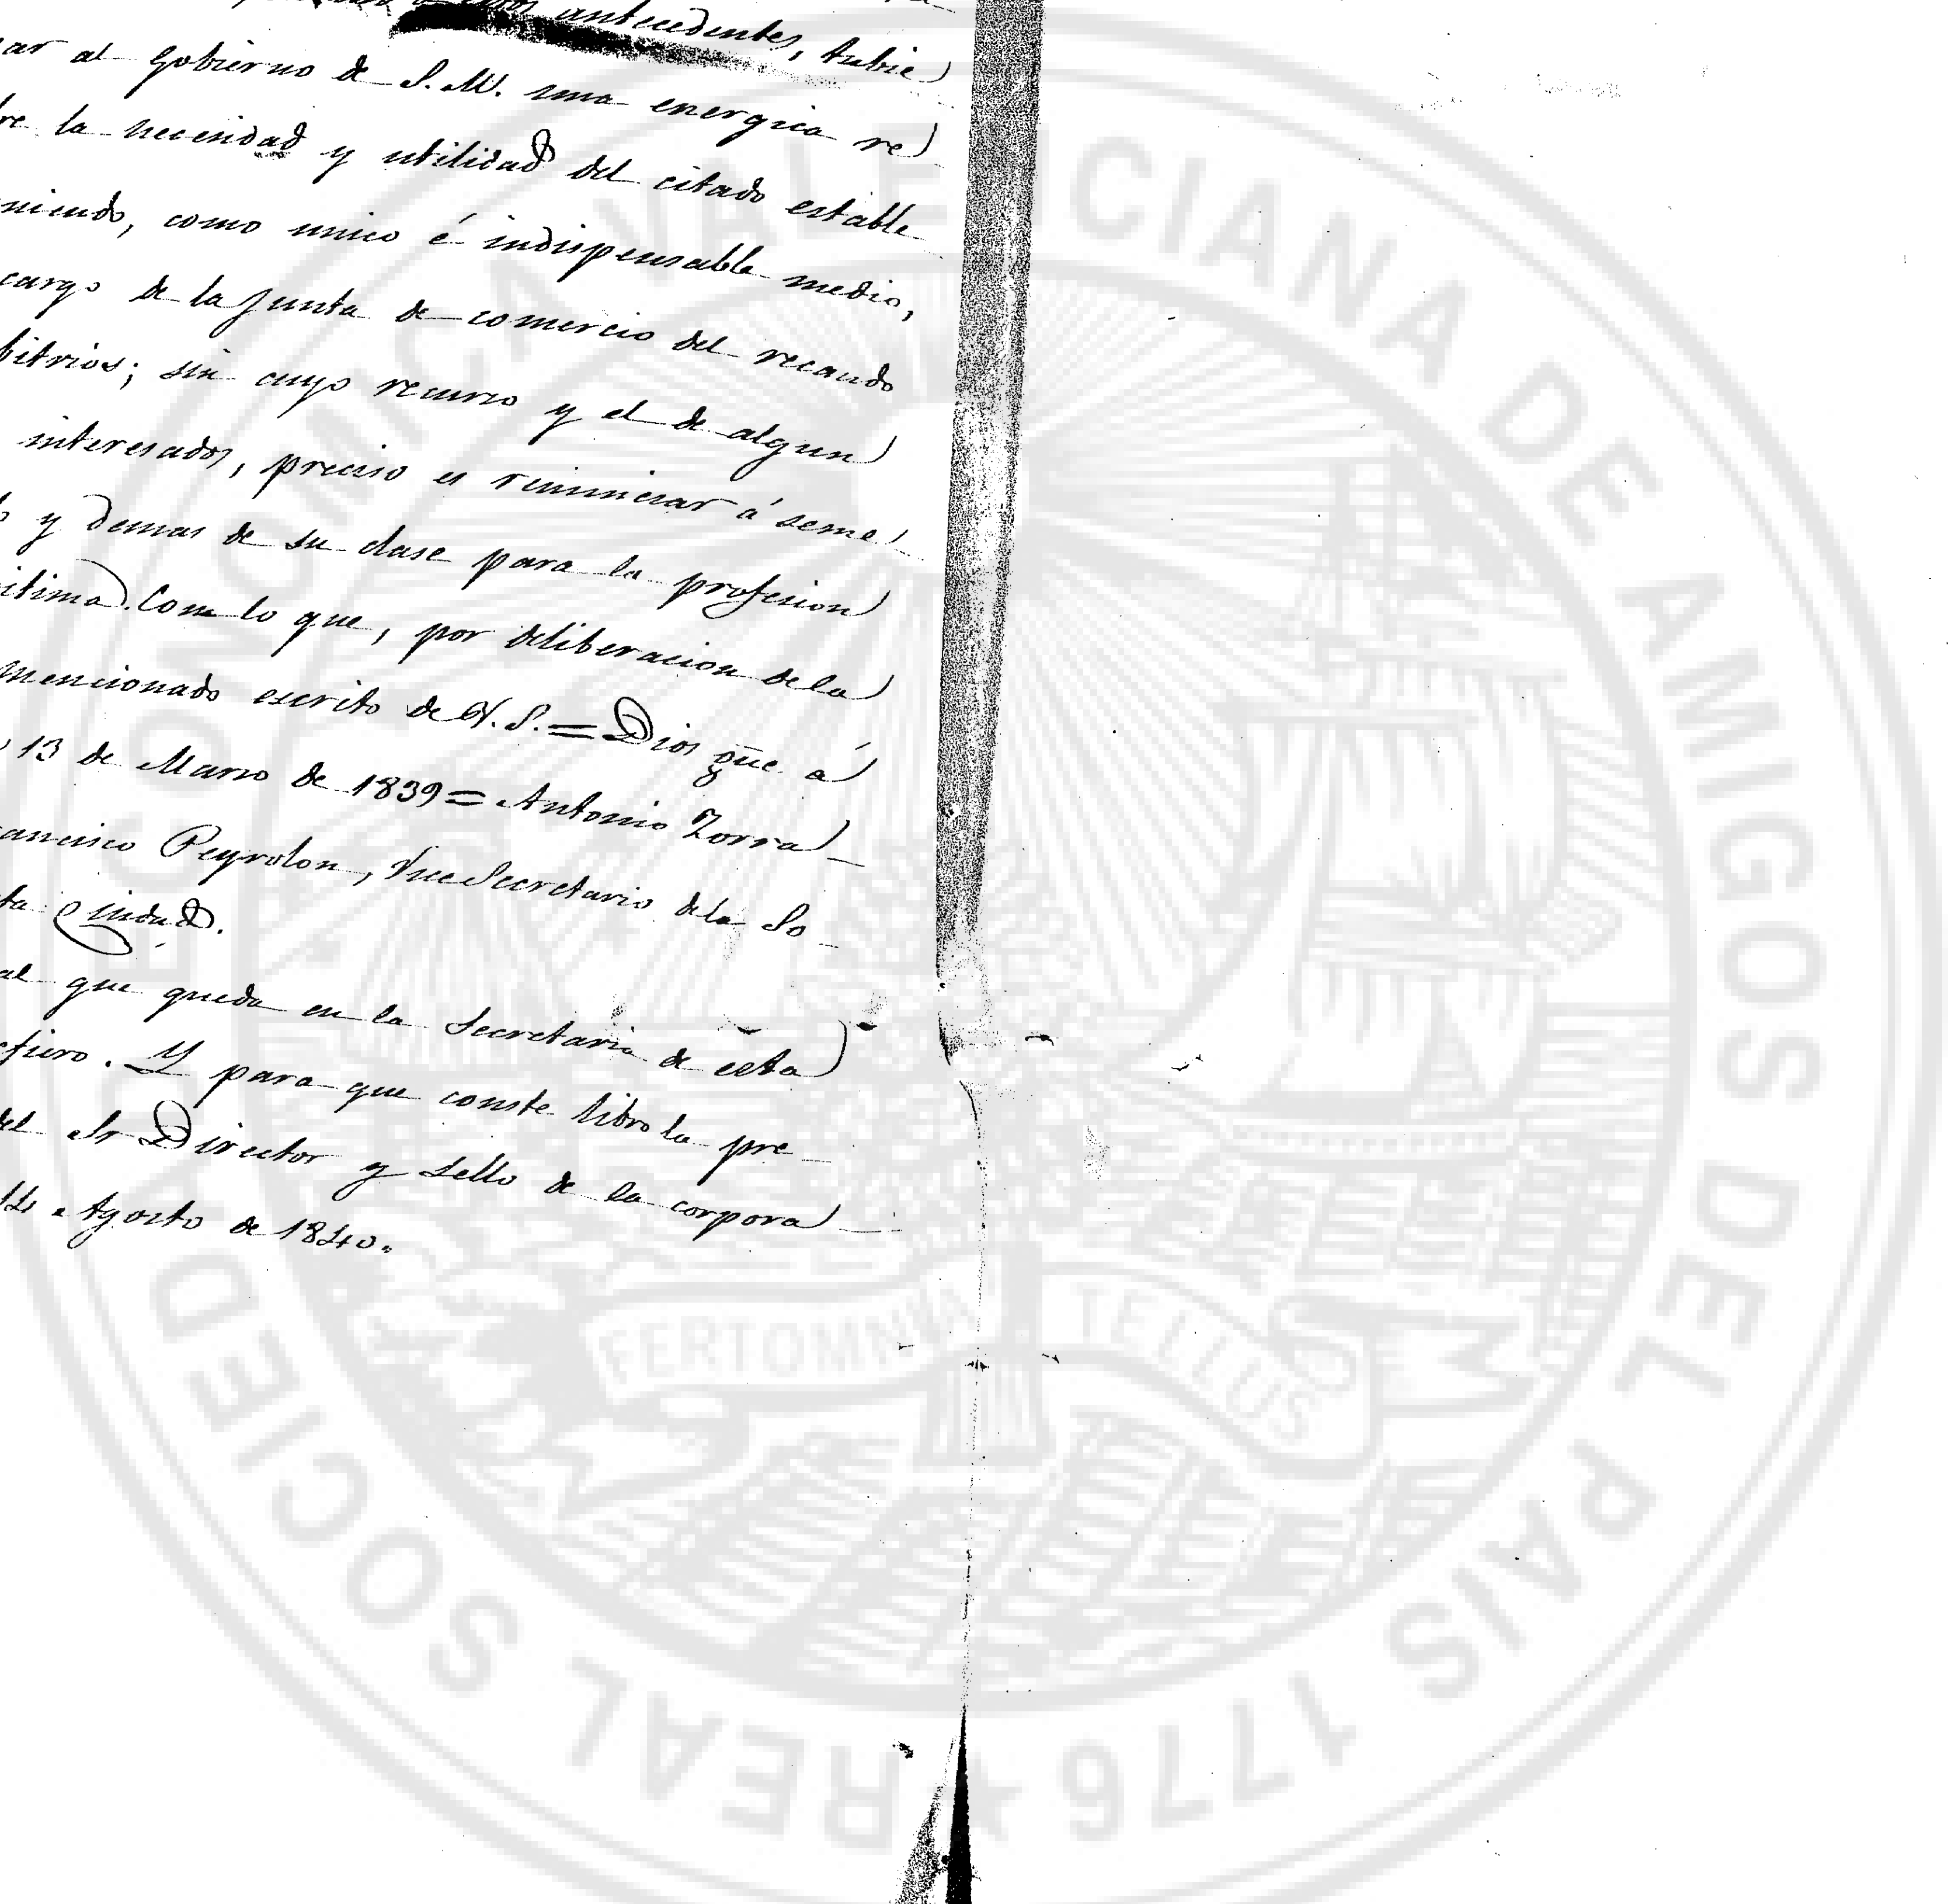 antecedentes, tubie
ar al Gobierno de S. M. una energica re
re la necesidad y utilidad del citado estable
niendo, como unico é indispensable medio,
cargo de la Junta de comercio del recaudo
bitrios; sin cuyo recurso y el de algun
interesados, preciso es renunciar á seme
y demas de su clase para la profesion
itima. Con lo que, por deliberacion de la
mencionado escrito de V. S. = Dios gue. á
13 de Marzo de 1839 = Antonio Zorra
ancisco Peyrolon, Vice Secretario de la So
ta Ciudad.
al que queda en la Secretaria de esta
efiero. Y para que conste libro la pre
del Sr Director y sello de la corpora
Agosto de 1840.
REAL SOCIEDAD ECONOMICA VALENCIANA DE AMIGOS DEL PAIS 1776
FERT OMNIA TELLUS